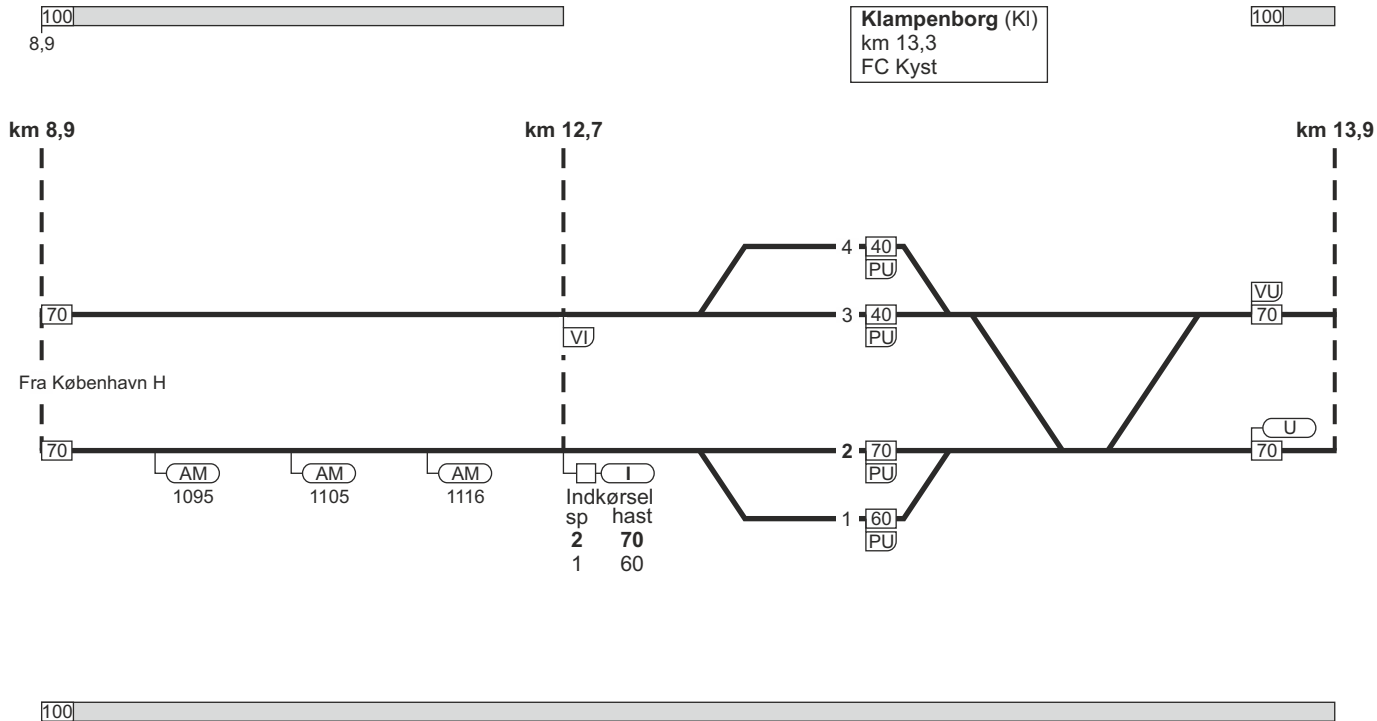 100
8,9
Klampenborg (Kl)
km 13,3
FC Kyst
100
km 8,9
km 12,7
km 13,9
4 40
PU
VU
70
3 40
70
VI
PU
Fra København H
U
70
2 70
70
AM
1095
AM
1105
AM
1116
I
PU
Indkørsel
sp hast
2 70
1 60
1 60
PU
100